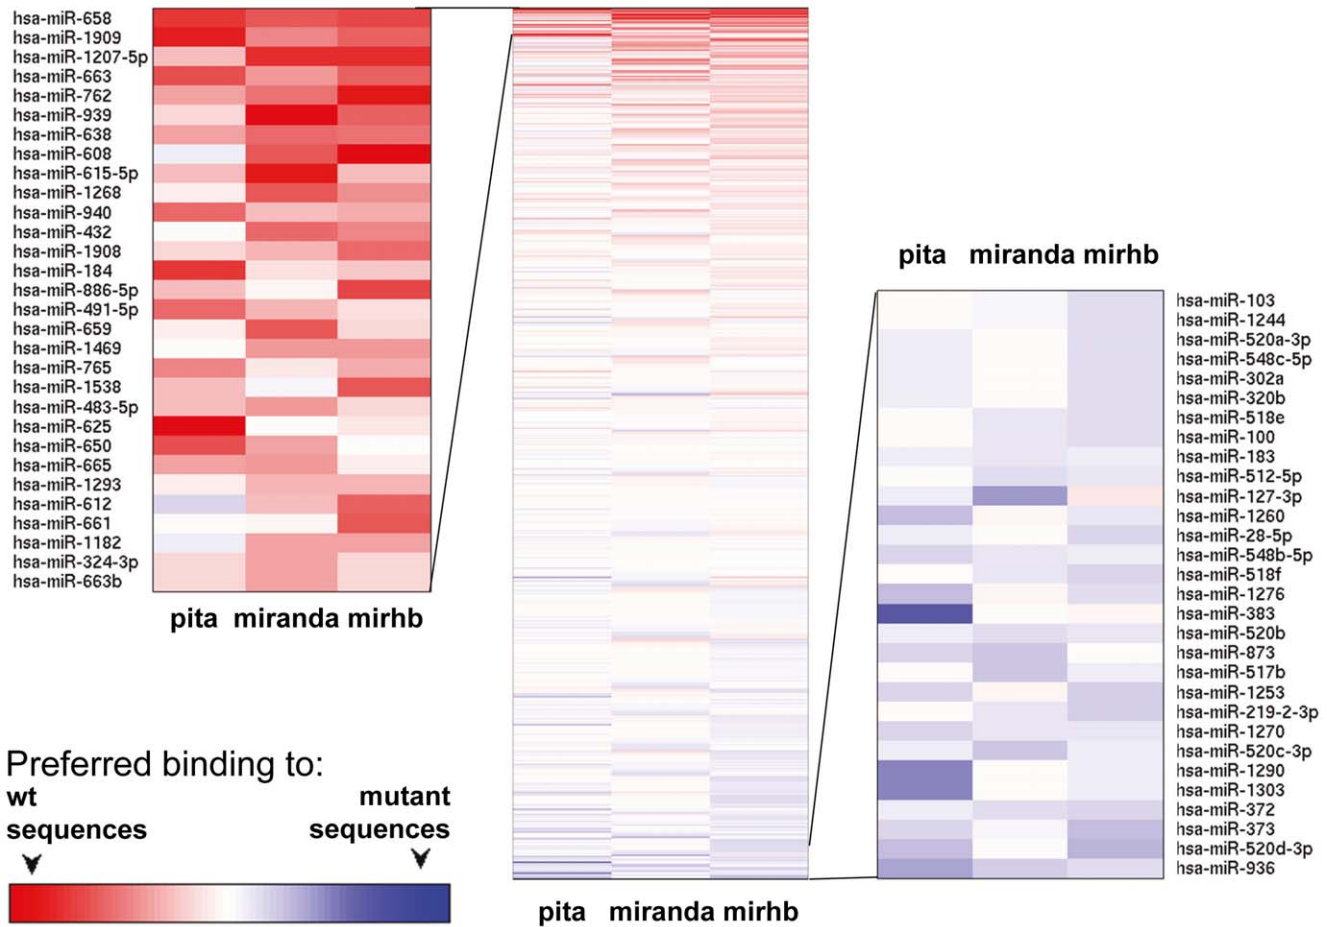 hsa-miR-658
hsa-miR-1909
hsa-miR-1207-5p
hsa-miR-663
hsa-miR-762
hsa-miR-939
hsa-miR-638
hsa-miR-608
hsa-miR-615-5p
hsa-miR-1268
hsa-miR-940
hsa-miR-432
hsa-miR-1908
hsa-miR-184
hsa-miR-886-5p
hsa-miR-491-5p
hsa-miR-659
hsa-miR-1469
hsa-miR-765
hsa-miR-1538
hsa-miR-483-5p
hsa-miR-625
hsa-miR-650
hsa-miR-665
hsa-miR-1293
hsa-miR-612
hsa-miR-661
hsa-miR-1182
hsa-miR-324-3p
hsa-miR-663b
pita miranda mirhb
pita miranda mirhb
hsa-miR-103
hsa-miR-1244
hsa-miR-520a-3p
hsa-miR-548c-5p
hsa-miR-302a
hsa-miR-320b
hsa-miR-518e
hsa-miR-100
hsa-miR-183
hsa-miR-512-5p
hsa-miR-127-3p
hsa-miR-1260
hsa-miR-28-5p
hsa-miR-548b-5p
hsa-miR-518f
hsa-miR-1276
hsa-miR-383
hsa-miR-520b
hsa-miR-873
hsa-miR-517b
hsa-miR-1253
hsa-miR-219-2-3p
hsa-miR-1270
hsa-miR-520c-3p
hsa-miR-1290
hsa-miR-1303
hsa-miR-372
hsa-miR-373
hsa-miR-520d-3p
hsa-miR-936
Preferred binding to:
wt mutant
sequences sequences
pita miranda mirhb